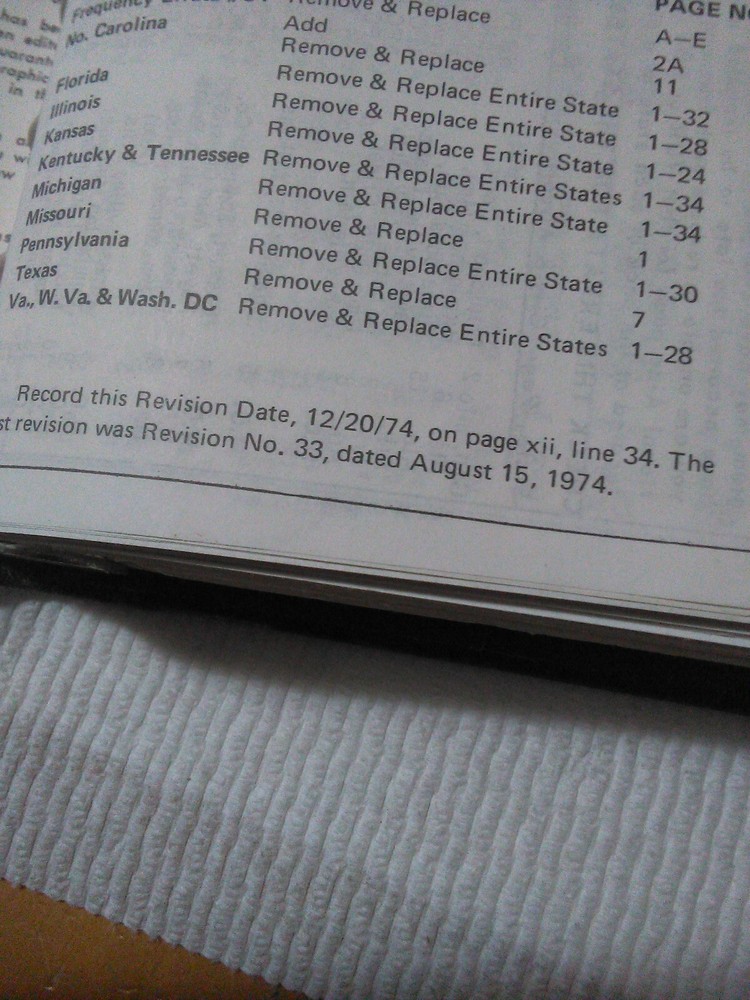 PAGE
Frequency Remove & Replace A–E
No. Carolina Add 2A
Remove & Replace 11
Florida Remove & Replace Entire State 1–32
Illinois Remove & Replace Entire State 1–28
Kansas Remove & Replace Entire State 1–24
Kentucky & Tennessee Remove & Replace Entire States 1–34
Michigan Remove & Replace Entire State 1–34
Missouri Remove & Replace 1
Pennsylvania Remove & Replace Entire State 1–30
Texas Remove & Replace 7
Va., W. Va. & Wash. DC Remove & Replace Entire States 1–28
Record this Revision Date, 12/20/74, on page xii, line 34. The
st revision was Revision No. 33, dated August 15, 1974.